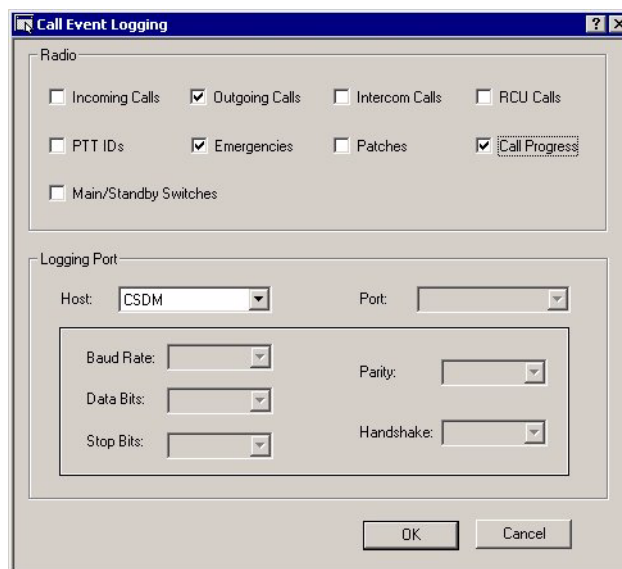 Call Event Logging
Radio
Incoming Calls Outgoing Calls Intercom Calls RCU Calls
PTT IDs Emergencies Patches Call Progress
Main/Standby Switches
Logging Port
Host: CSDM Port:
Baud Rate: Parity:
Data Bits:
Stop Bits: Handshake:
OK Cancel